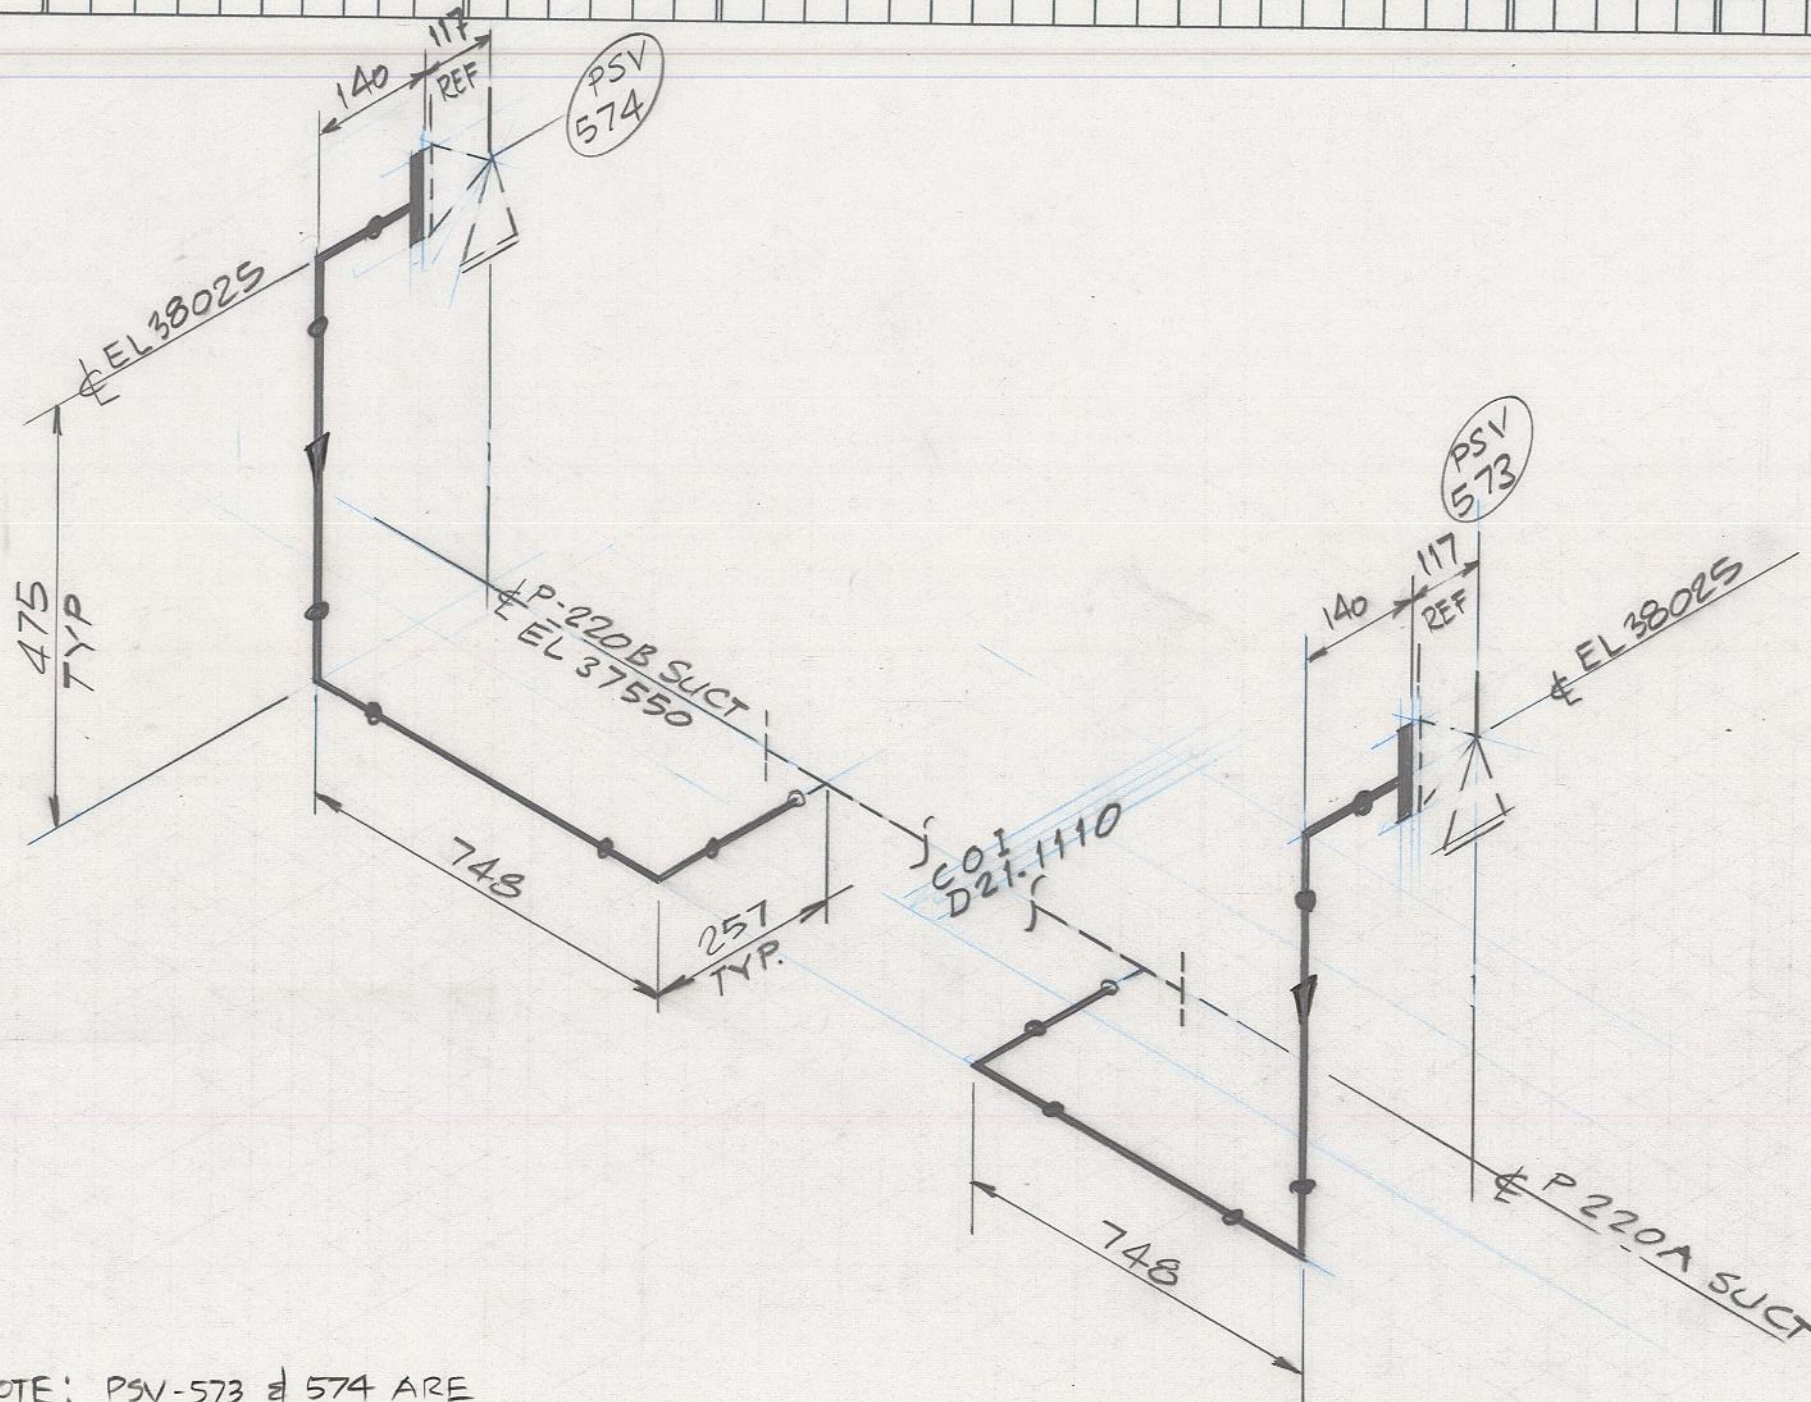 117
140
REF
PSV
574
℄ EL 38025
475
TYP
℄ P-220B SUCT
EL 37550
748
257
TYP.
COI
D21.1110
PSV
573
117
140
REF
℄ EL 38025
748
℄ P 220A SUCT
OTE: PSV-573 & 574 ARE